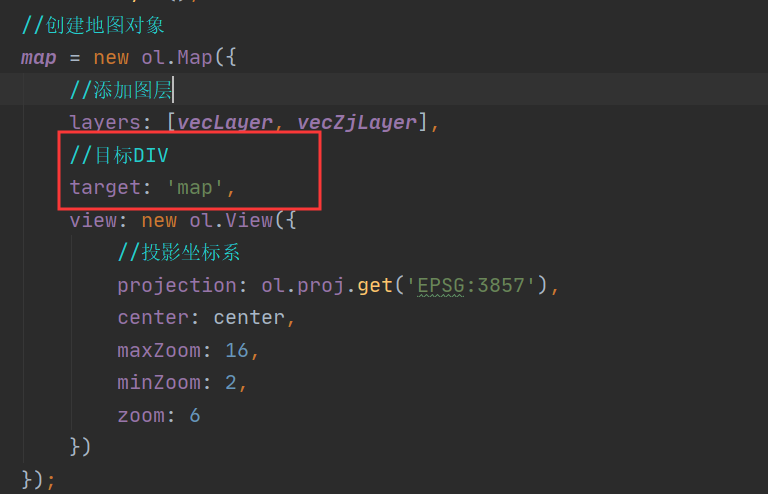 //创建地图对象
map = new ol.Map({
//添加图层
layers: [vecLayer, vecZjLayer],
//目标DIV
target: 'map',
view: new ol.View({
//投影坐标系
projection: ol.proj.get('EPSG:3857'),
center: center,
maxZoom: 16,
minZoom: 2,
zoom: 6
})
});